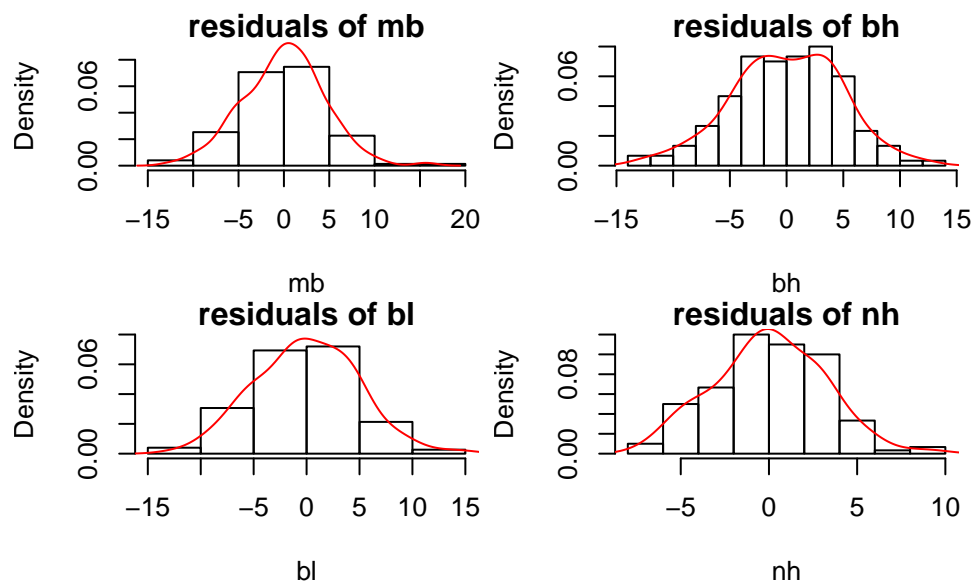 residuals of mb
Density
0.00
0.06
−15
−5
0
5
10
20
mb
residuals of bh
Density
0.00
0.06
−15
−10
−5
0
5
10
15
bh
residuals of bl
Density
0.00
0.06
−15
−5
0
5
10
15
bl
residuals of nh
Density
0.00
0.08
−5
0
5
10
nh